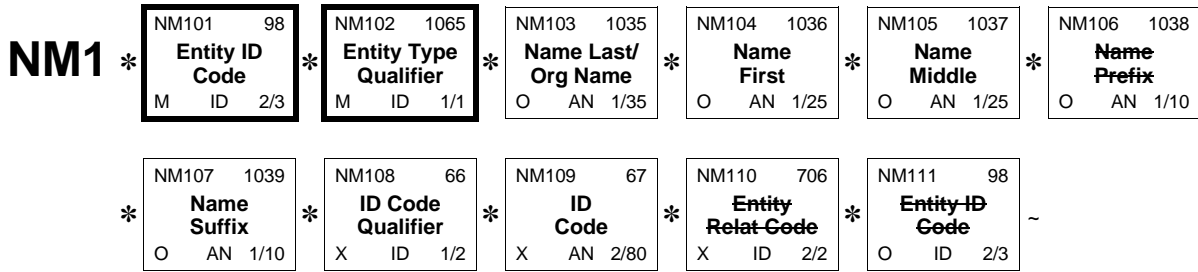 NM101 98 NM102 1065 NM103 1035 NM104 1036 NM105 1037 NM106 1038
NM1 * Entity ID * Entity Type * Name Last/ * Name * Name * Name
Code Qualifier Org Name First Middle Prefix
M ID 2/3 M ID 1/1 O AN 1/35 O AN 1/25 O AN 1/25 O AN 1/10
NM107 1039 NM108 66 NM109 67 NM110 706 NM111 98
* Name * ID Code * ID * Entity * Entity ID ~
Suffix Qualifier Code Relat Code Code
O AN 1/10 X ID 1/2 X AN 2/80 X ID 2/2 O ID 2/3